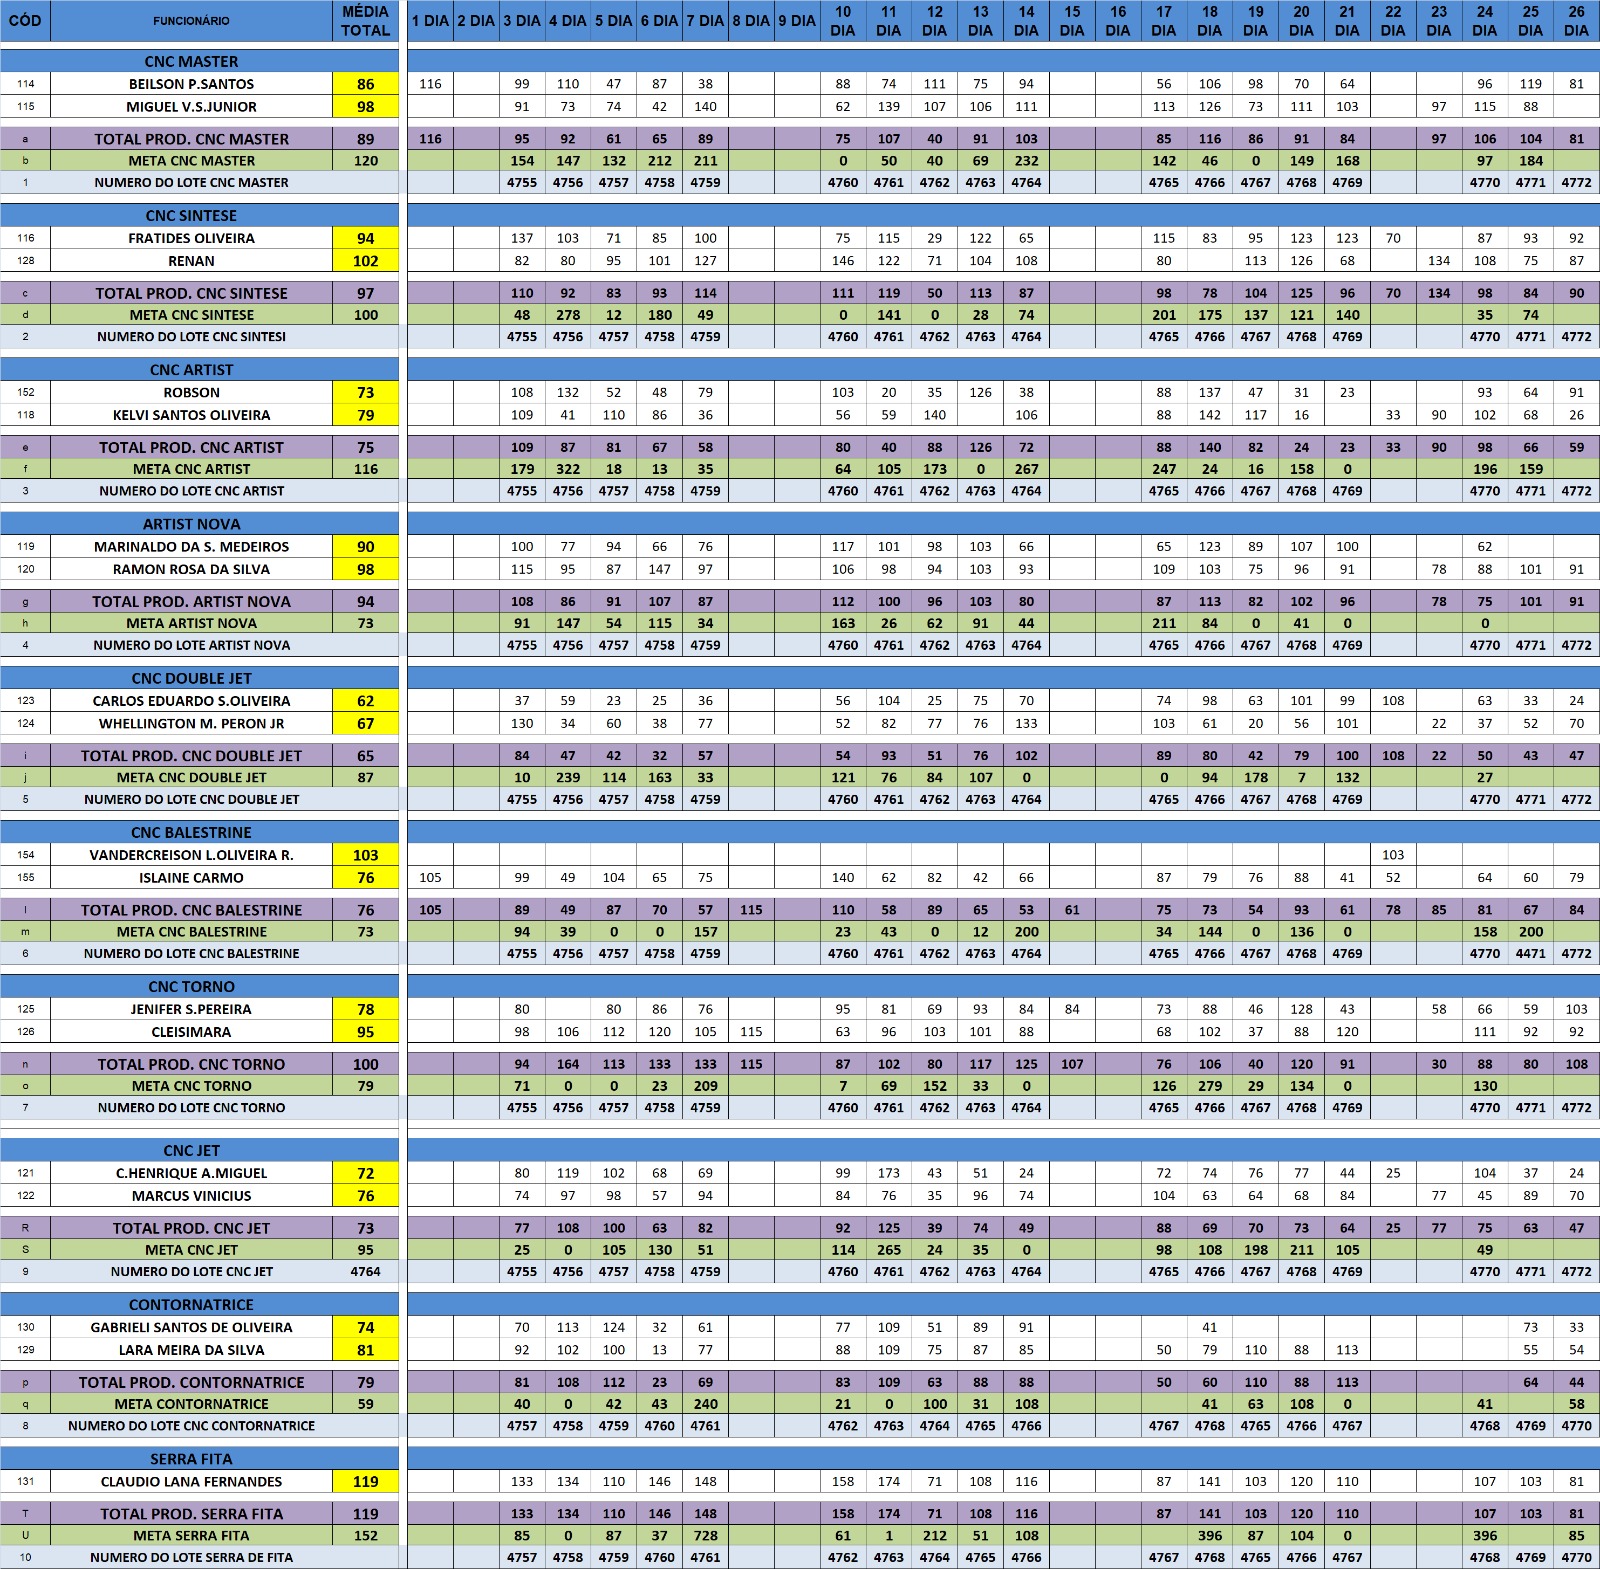 CÓD FUNCIONÁRIO MÉDIA TOTAL 1 DIA 2 DIA 3 DIA 4 DIA 5 DIA 6 DIA 7 DIA 8 DIA 9 DIA 10 DIA 11 DIA 12 DIA 13 DIA 14 DIA 15 DIA 16 DIA 17 DIA 18 DIA 19 DIA 20 DIA 21 DIA 22 DIA 23 DIA 24 DIA 25 DIA 26 DIA
CNC MASTER
114 BEILSON P.SANTOS 86 116 99 110 47 87 38 88 74 111 75 94 56 106 98 70 64 96 119 81
115 MIGUEL V.S.JUNIOR 98 91 73 74 42 140 62 139 107 106 111 113 126 73 111 103 97 115 88
a TOTAL PROD. CNC MASTER 89 116 95 92 61 65 89 75 107 40 91 103 85 116 86 91 84 97 106 104 81
b META CNC MASTER 120 154 147 132 212 211 0 50 40 69 232 142 46 0 149 168 97 184
1 NUMERO DO LOTE CNC MASTER 4755 4756 4757 4758 4759 4760 4761 4762 4763 4764 4765 4766 4767 4768 4769 4770 4771 4772
CNC SINTESE
116 FRATIDES OLIVEIRA 94 137 103 71 85 100 75 115 29 122 65 115 83 95 123 123 70 87 93 92
128 RENAN 102 82 80 95 101 127 146 122 71 104 108 80 113 126 68 134 108 75 87
c TOTAL PROD. CNC SINTESE 97 110 92 83 93 114 111 119 50 113 87 98 78 104 125 96 70 134 98 84 90
d META CNC SINTESE 100 48 278 12 180 49 0 141 0 28 74 201 175 137 121 140 35 74
2 NUMERO DO LOTE CNC SINTESI 4755 4756 4757 4758 4759 4760 4761 4762 4763 4764 4765 4766 4767 4768 4769 4770 4771 4772
CNC ARTIST
152 ROBSON 73 108 132 52 48 79 103 20 35 126 38 88 137 47 31 23 93 64 91
118 KELVI SANTOS OLIVEIRA 79 109 41 110 86 36 56 59 140 106 88 142 117 16 33 90 102 68 26
e TOTAL PROD. CNC ARTIST 75 109 87 81 67 58 80 40 88 126 72 88 140 82 24 23 33 90 98 66 59
f META CNC ARTIST 116 179 322 18 13 35 64 105 173 0 267 247 24 16 158 0 196 159
3 NUMERO DO LOTE CNC ARTIST 4755 4756 4757 4758 4759 4760 4761 4762 4763 4764 4765 4766 4767 4768 4769 4770 4771 4772
ARTIST NOVA
119 MARINALDO DA S. MEDEIROS 90 100 77 94 66 76 117 101 98 103 66 65 123 89 107 100 62
120 RAMON ROSA DA SILVA 98 115 95 87 147 97 106 98 94 103 93 109 103 75 96 91 78 88 101 91
g TOTAL PROD. ARTIST NOVA 94 108 86 91 107 87 112 100 96 103 80 87 113 82 102 96 78 75 101 91
h META ARTIST NOVA 73 91 147 54 115 34 163 26 62 91 44 211 84 0 41 0 0
4 NUMERO DO LOTE ARTIST NOVA 4755 4756 4757 4758 4759 4760 4761 4762 4763 4764 4765 4766 4767 4768 4769 4770 4771 4772
CNC DOUBLE JET
123 CARLOS EDUARDO S.OLIVEIRA 62 37 59 23 25 36 56 104 25 75 70 74 98 63 101 99 108 63 33 24
124 WHELLINGTON M. PERON JR 67 130 34 60 38 77 52 82 77 76 133 103 61 20 56 101 22 37 52 70
i TOTAL PROD. CNC DOUBLE JET 65 84 47 42 32 57 54 93 51 76 102 89 80 42 79 100 108 22 50 43 47
j META CNC DOUBLE JET 87 10 239 114 163 33 121 76 84 107 0 0 94 178 7 132 27
5 NUMERO DO LOTE CNC DOUBLE JET 4755 4756 4757 4758 4759 4760 4761 4762 4763 4764 4765 4766 4767 4768 4769 4770 4771 4772
CNC BALESTRINE
154 VANDERCREISON L.OLIVEIRA R. 103 103
155 ISLAINE CARMO 76 105 99 49 104 65 75 140 62 82 42 66 87 79 76 88 41 52 64 60 79
l TOTAL PROD. CNC BALESTRINE 76 105 89 49 87 70 57 115 110 58 89 65 53 61 75 73 54 93 61 78 85 81 67 84
m META CNC BALESTRINE 73 94 39 0 0 157 23 43 0 12 200 34 144 0 136 0 158 200
6 NUMERO DO LOTE CNC BALESTRINE 4755 4756 4757 4758 4759 4760 4761 4762 4763 4764 4765 4766 4767 4768 4769 4770 4471 4772
CNC TORNO
125 JENIFER S.PEREIRA 78 80 80 86 76 95 81 69 93 84 84 73 88 46 128 43 58 66 59 103
126 CLEISIMARA 95 98 106 112 120 105 115 63 96 103 101 88 68 102 37 88 120 111 92 92
n TOTAL PROD. CNC TORNO 100 94 164 113 133 133 115 87 102 80 117 125 107 76 106 40 120 91 30 88 80 108
o META CNC TORNO 79 71 0 0 23 209 7 69 152 33 0 126 279 29 134 0 130
7 NUMERO DO LOTE CNC TORNO 4755 4756 4757 4758 4759 4760 4761 4762 4763 4764 4765 4766 4767 4768 4769 4770 4771 4772
CNC JET
121 C.HENRIQUE A.MIGUEL 72 80 119 102 68 69 99 173 43 51 24 72 74 76 77 44 25 104 37 24
122 MARCUS VINICIUS 76 74 97 98 57 94 84 76 35 96 74 104 63 64 68 84 77 45 89 70
R TOTAL PROD. CNC JET 73 77 108 100 63 82 92 125 39 74 49 88 69 70 73 64 25 77 75 63 47
S META CNC JET 95 25 0 105 130 51 114 265 24 35 0 98 108 198 211 105 49
9 NUMERO DO LOTE CNC JET 4764 4755 4756 4757 4758 4759 4760 4761 4762 4763 4764 4765 4766 4767 4768 4769 4770 4771 4772
CONTORNATRICE
130 GABRIELI SANTOS DE OLIVEIRA 74 70 113 124 32 61 77 109 51 89 91 41 73 33
129 LARA MEIRA DA SILVA 81 92 102 100 13 77 88 109 75 87 85 50 79 110 88 113 55 54
p TOTAL PROD. CONTORNATRICE 79 81 108 112 23 69 83 109 63 88 88 50 60 110 88 113 64 44
q META CONTORNATRICE 59 40 0 42 43 240 21 0 100 31 108 41 63 108 0 41 58
8 NUMERO DO LOTE CNC CONTORNATRICE 4757 4758 4759 4760 4761 4762 4763 4764 4765 4766 4767 4768 4765 4766 4767 4768 4769 4770
SERRA FITA
131 CLAUDIO LANA FERNANDES 119 133 134 110 146 148 158 174 71 108 116 87 141 103 120 110 107 103 81
T TOTAL PROD. SERRA FITA 119 133 134 110 146 148 158 174 71 108 116 87 141 103 120 110 107 103 81
U META SERRA FITA 152 85 0 87 37 728 61 1 212 51 108 396 87 104 0 396 85
10 NUMERO DO LOTE SERRA DE FITA 4757 4758 4759 4760 4761 4762 4763 4764 4765 4766 4767 4768 4765 4766 4767 4768 4769 4770